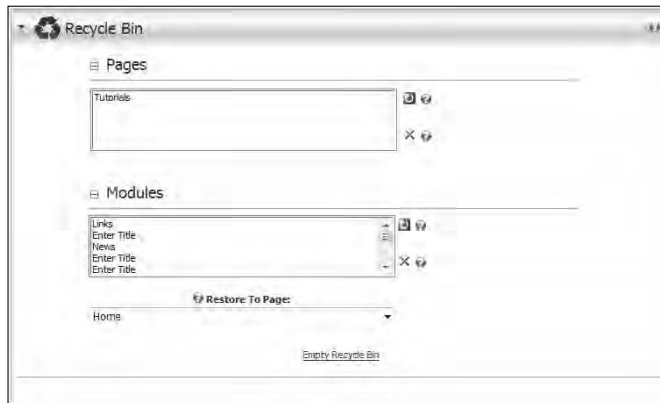 Recycle Bin
Pages
Tutorials
Modules
Links
Enter Title
News
Enter Title
Enter Title
Restore To Page:
Home
Empty Recycle Bin